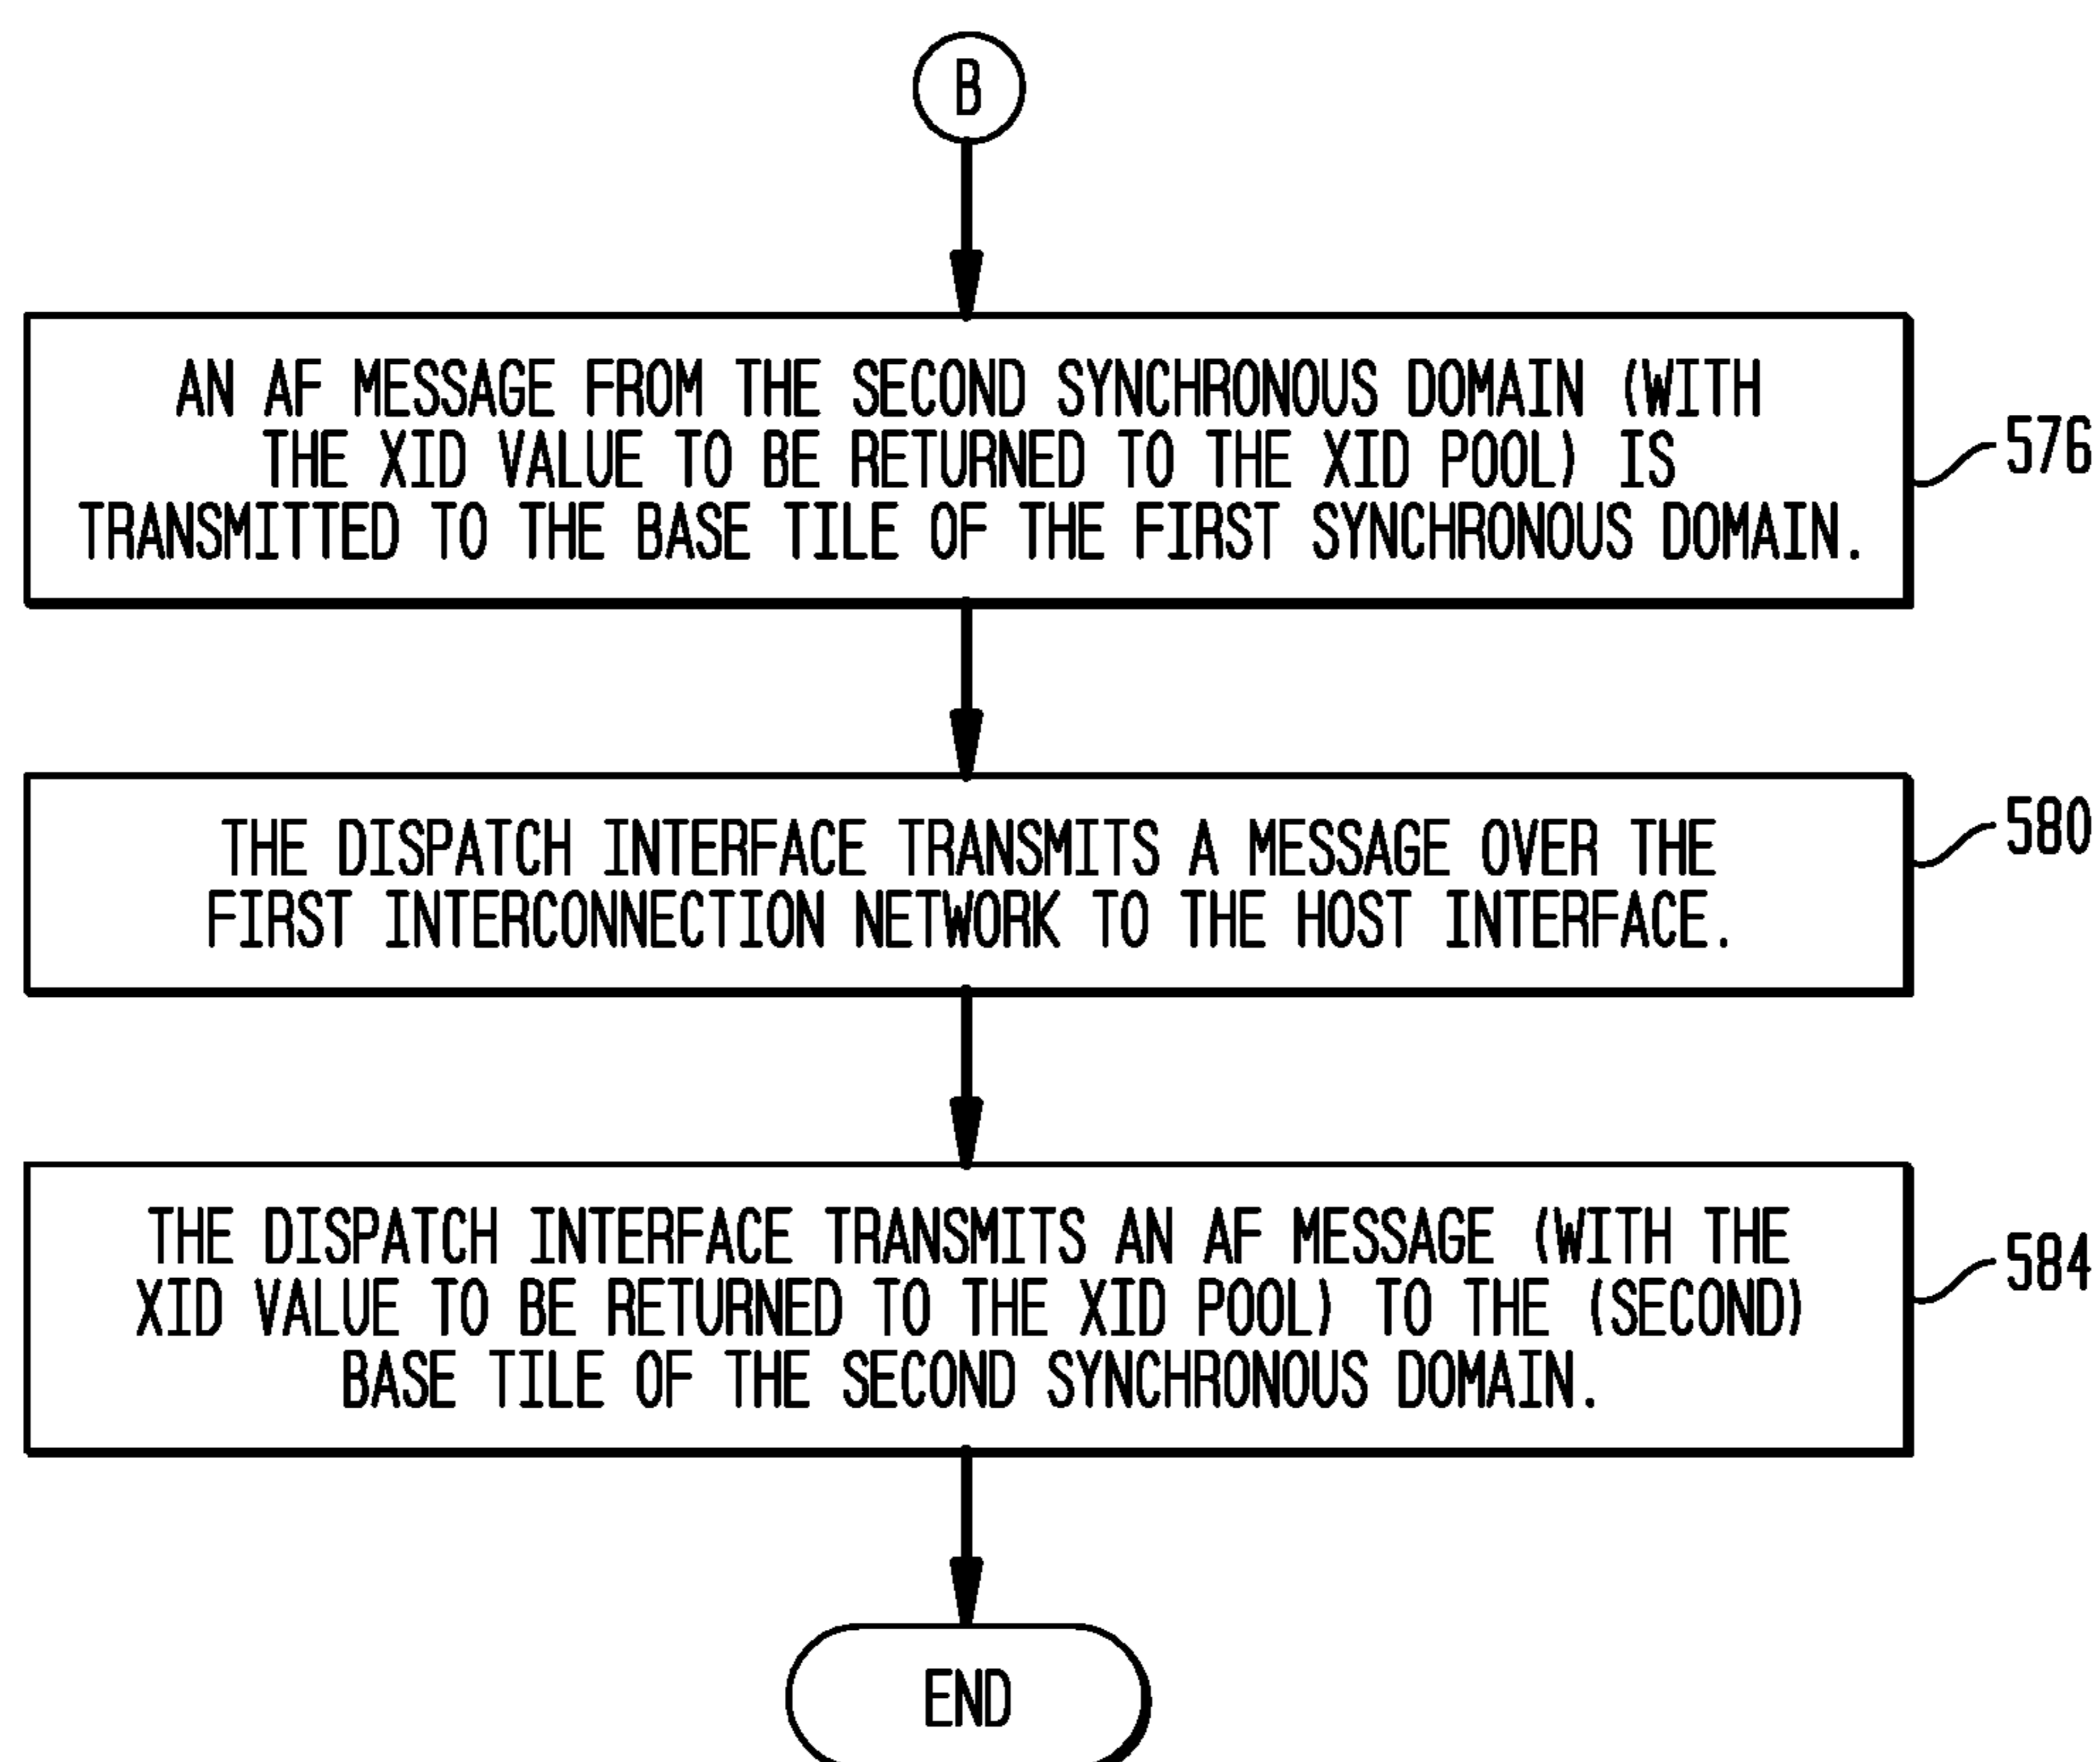 B
AN AF MESSAGE FROM THE SECOND SYNCHRONOUS DOMAIN (WITH
THE XID VALUE TO BE RETURNED TO THE XID POOL) IS
TRANSMITTED TO THE BASE TILE OF THE FIRST SYNCHRONOUS DOMAIN.
576
THE DISPATCH INTERFACE TRANSMITS A MESSAGE OVER THE
FIRST INTERCONNECTION NETWORK TO THE HOST INTERFACE.
580
THE DISPATCH INTERFACE TRANSMITS AN AF MESSAGE (WITH THE
XID VALUE TO BE RETURNED TO THE XID POOL) TO THE (SECOND)
BASE TILE OF THE SECOND SYNCHRONOUS DOMAIN.
584
END